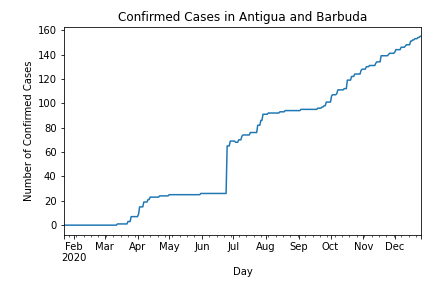 Confirmed Cases in Antigua and Barbuda
160
140
120
100
80
60
40
20
0
Number of Confirmed Cases
Feb Mar Apr May Jun Jul Aug Sep Oct Nov Dec
2020
Day